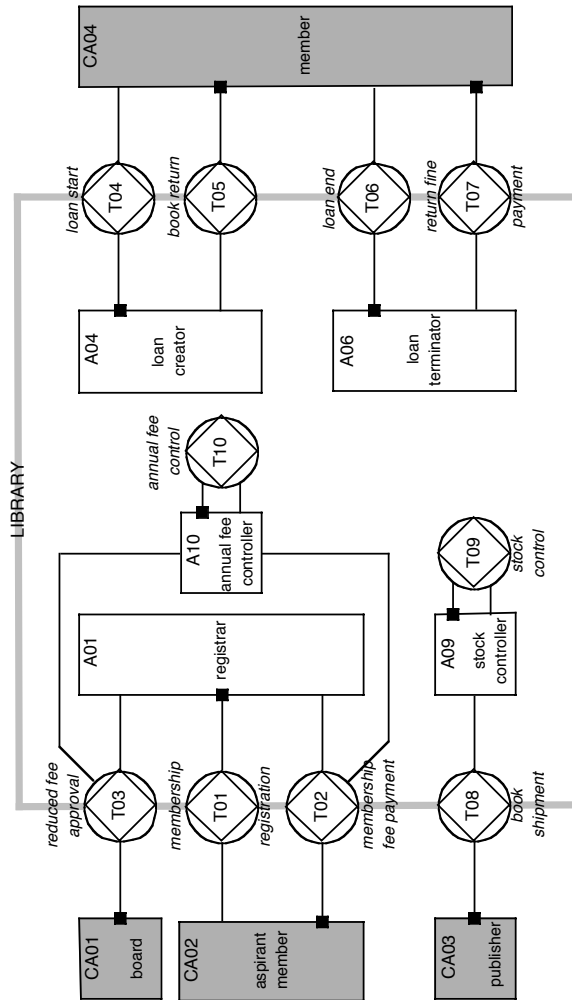 LIBRARY
CA01
board
reduced fee
approval
T03
CA02
aspirant
member
membership
T01
registration
T02
membership
fee payment
A01
registrar
A10
annual fee
controller
annual fee
control
T10
CA03
publisher
T08
book
shipment
A09
stock
controller
T09
stock
control
A04
loan
creator
loan start
T04
book return
T05
A06
loan
terminator
loan end
T06
return fine
T07
payment
CA04
member